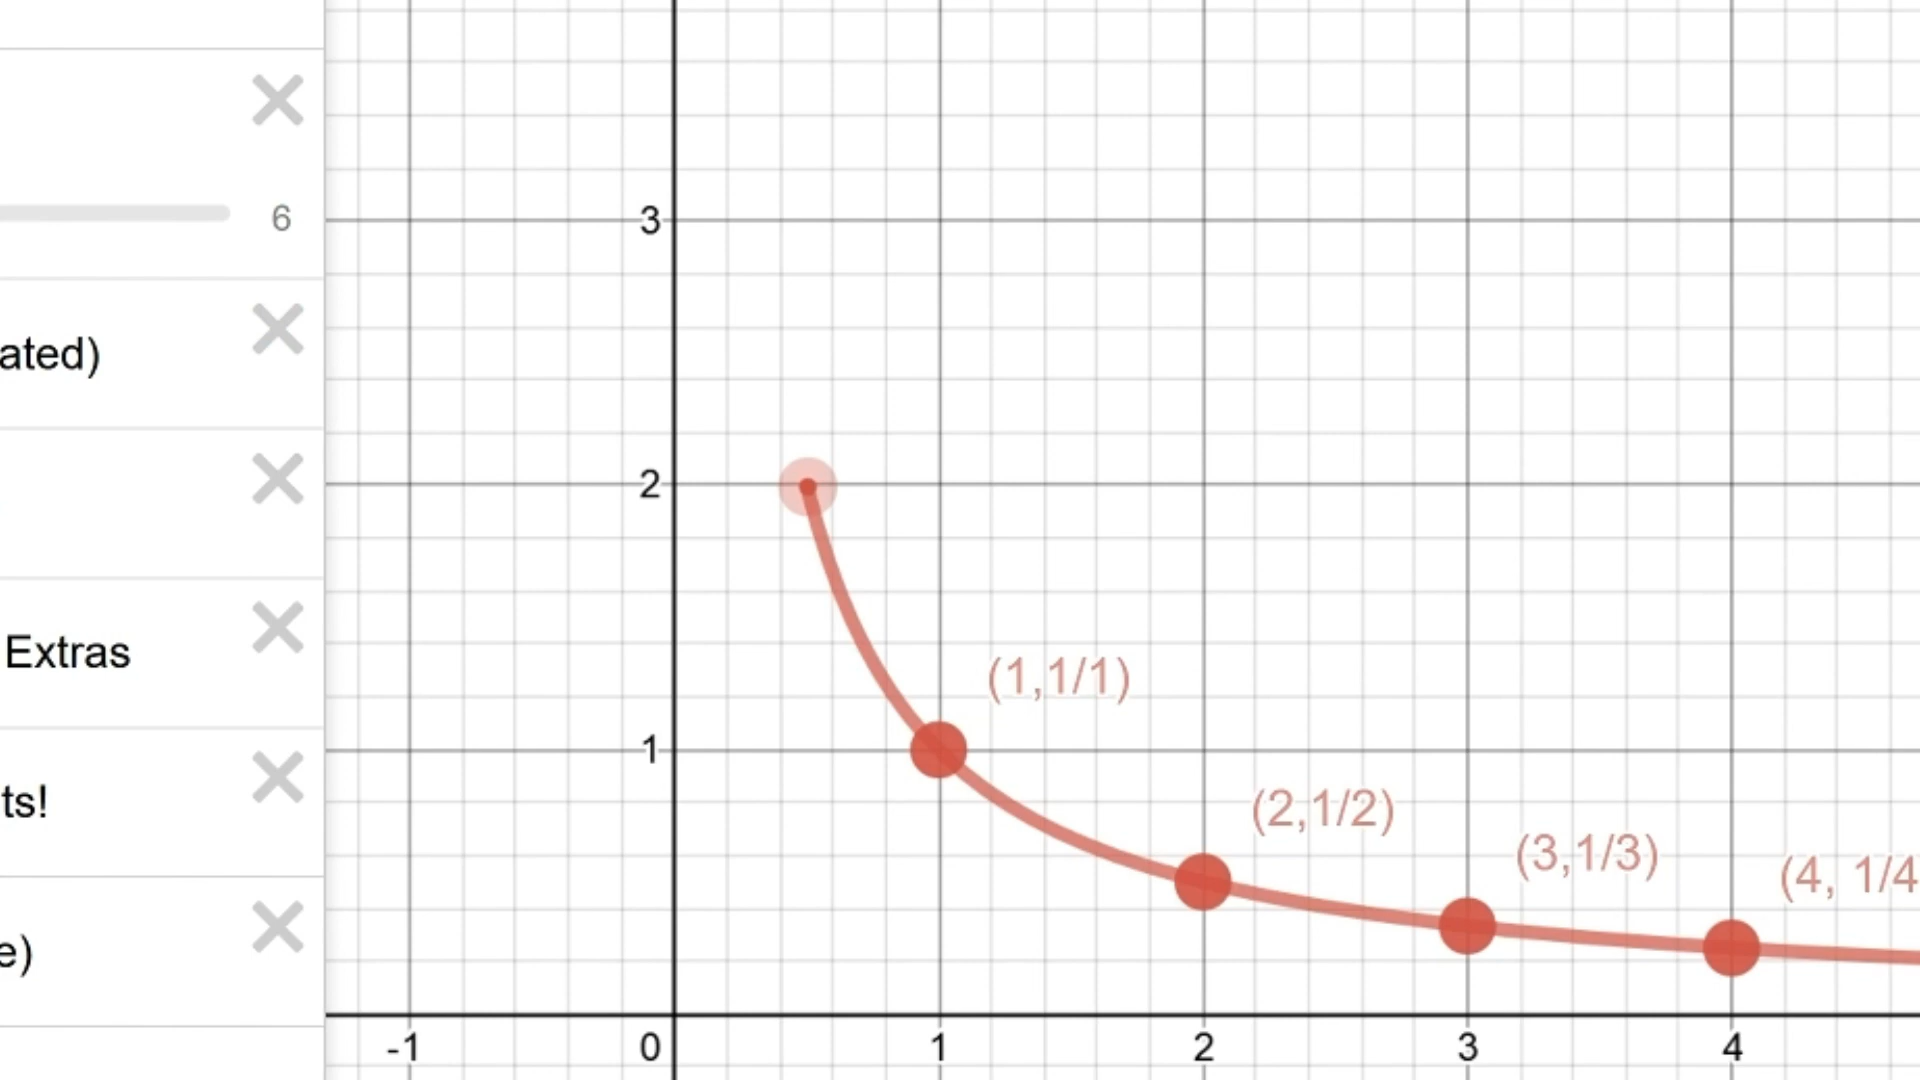 6
ated)
Extras
ts!
e)
3
2
1
(1,1/1)
(2,1/2)
(3,1/3)
(4, 1/4
-1 0 1 2 3 4